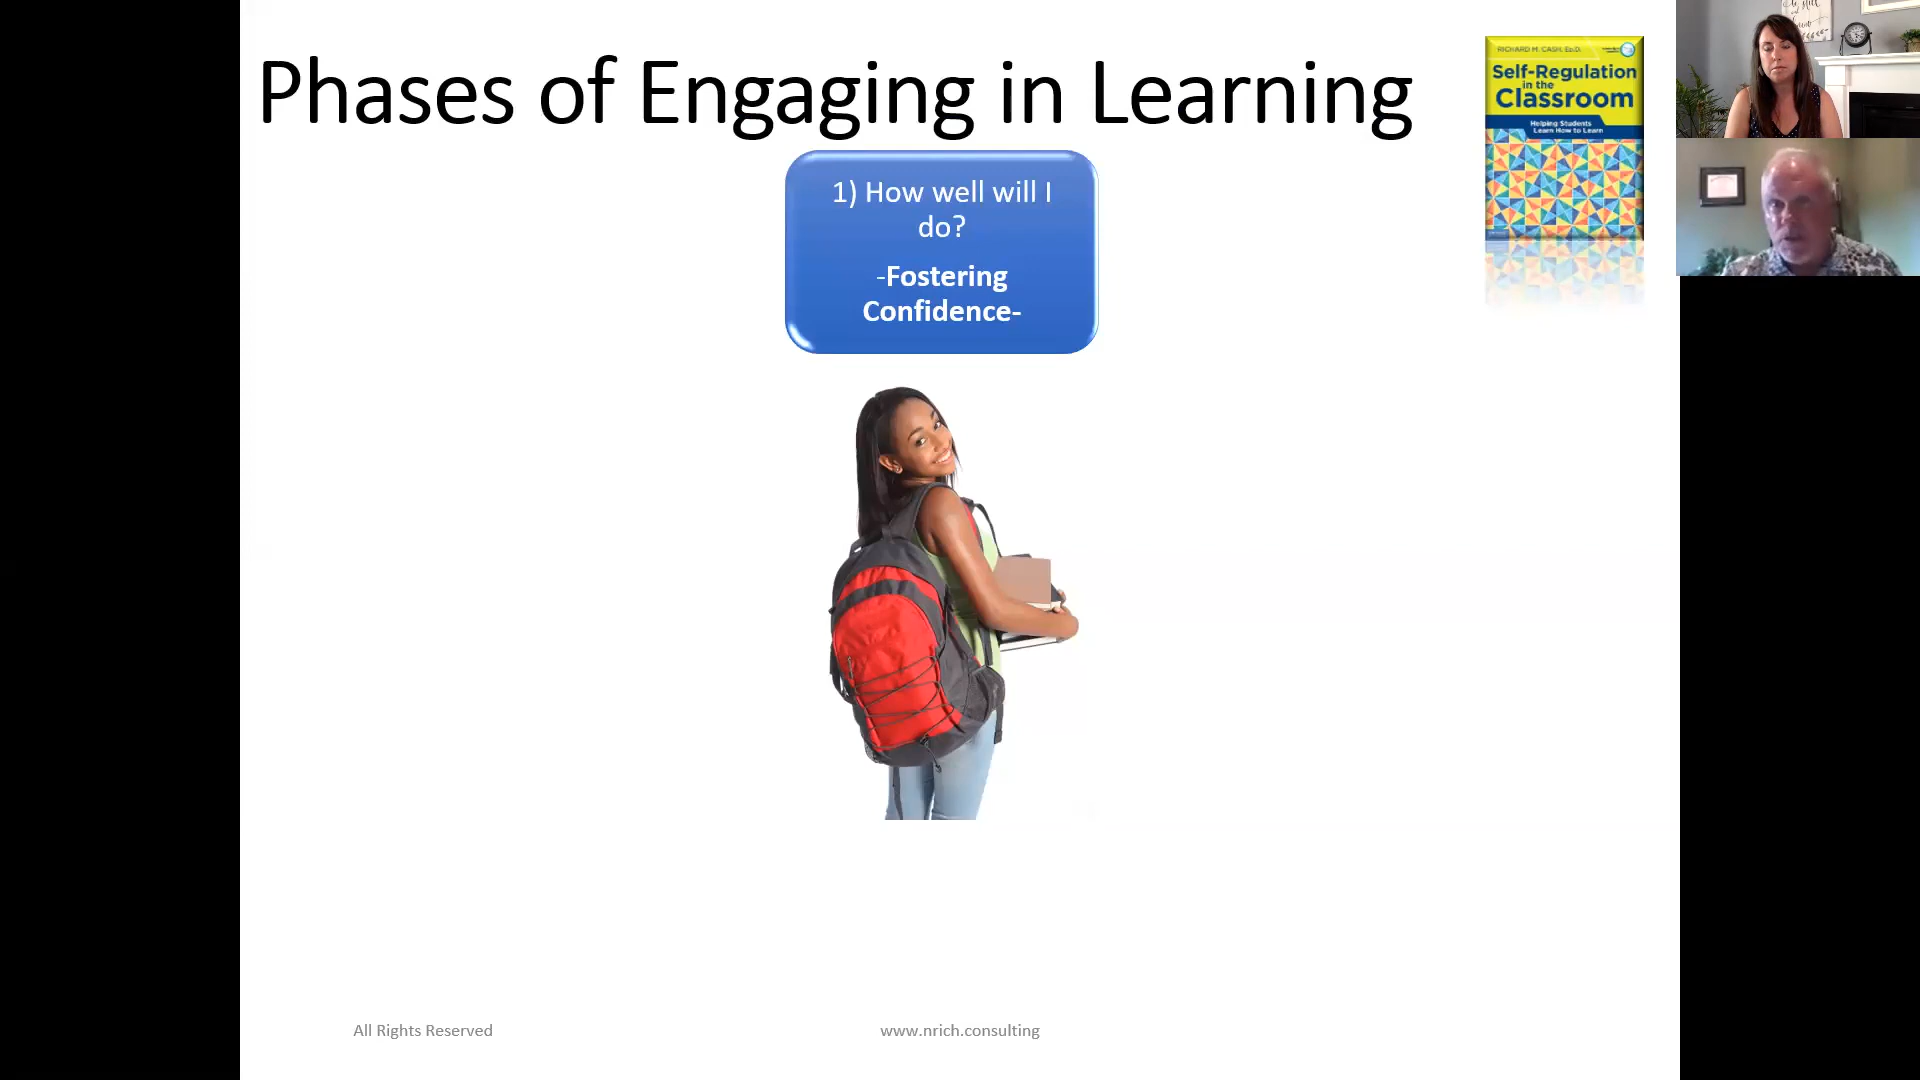 Phases of Engaging in Learning
RICHARD M. CASH, Ed.D.
Self-Regulation
in the
Classroom
Helping Students
Learn How to Learn
1) How well will I
do?
-Fostering
Confidence-
All Rights Reserved
www.nrich.consulting